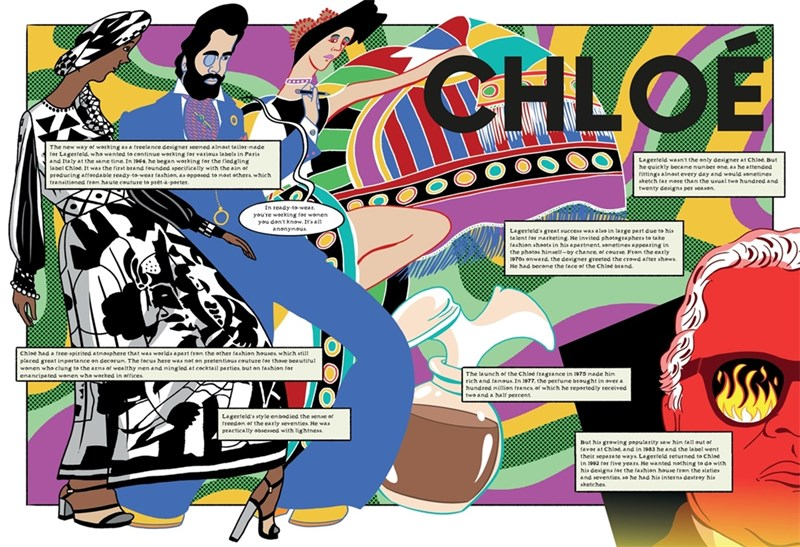 CHLOÉ
The new way of working as a freelance designer seemed almost tailor-made
for Lagerfeld, who wanted to continue working for various labels in Paris
and Italy at the same time. In 1964, he began working for the fledgling
label Chloé. It was the first brand founded specifically with the aim of
producing affordable ready-to-wear fashion, as opposed to most others, which
transitioned from haute couture to prêt-à-porter.
In ready-to-wear,
you're working for women
you don't know. It's all
anonymous.
Lagerfeld wasn't the only designer at Chloé. But
he quickly became number one, as he attended
fittings almost every day and would sometimes
sketch far more than the usual two hundred and
twenty designs per season.
Lagerfeld's great success was also in large part due to his
talent for marketing. He invited photographers to take
fashion shoots in his apartment, sometimes appearing in
the photos himself—by chance, of course. From the early
1970s onward, the designer greeted the crowd after shows.
He had become the face of the Chloé brand.
Chloé had a free-spirited atmosphere that was worlds apart from the other fashion houses, which still
placed great importance on decorum. The focus here was not on pretentious couture for those beautiful
women who clung to the arms of wealthy men and mingled at cocktail parties, but on fashion for
emancipated women who worked in offices.
Lagerfeld's style embodied the sense of
freedom of the early seventies. He was
practically obsessed with lightness.
The launch of the Chloé fragrance in 1975 made him
rich and famous. In 1977, the perfume brought in over a
hundred million francs, of which he reportedly received
two and a half percent.
But his growing popularity saw him fall out of
favor at Chloé, and in 1983 he and the label went
their separate ways. Lagerfeld returned to Chloé
in 1992 for five years. He wanted nothing to do with
his designs for the fashion house from the sixties
and seventies, so he had his interns destroy his
sketches.